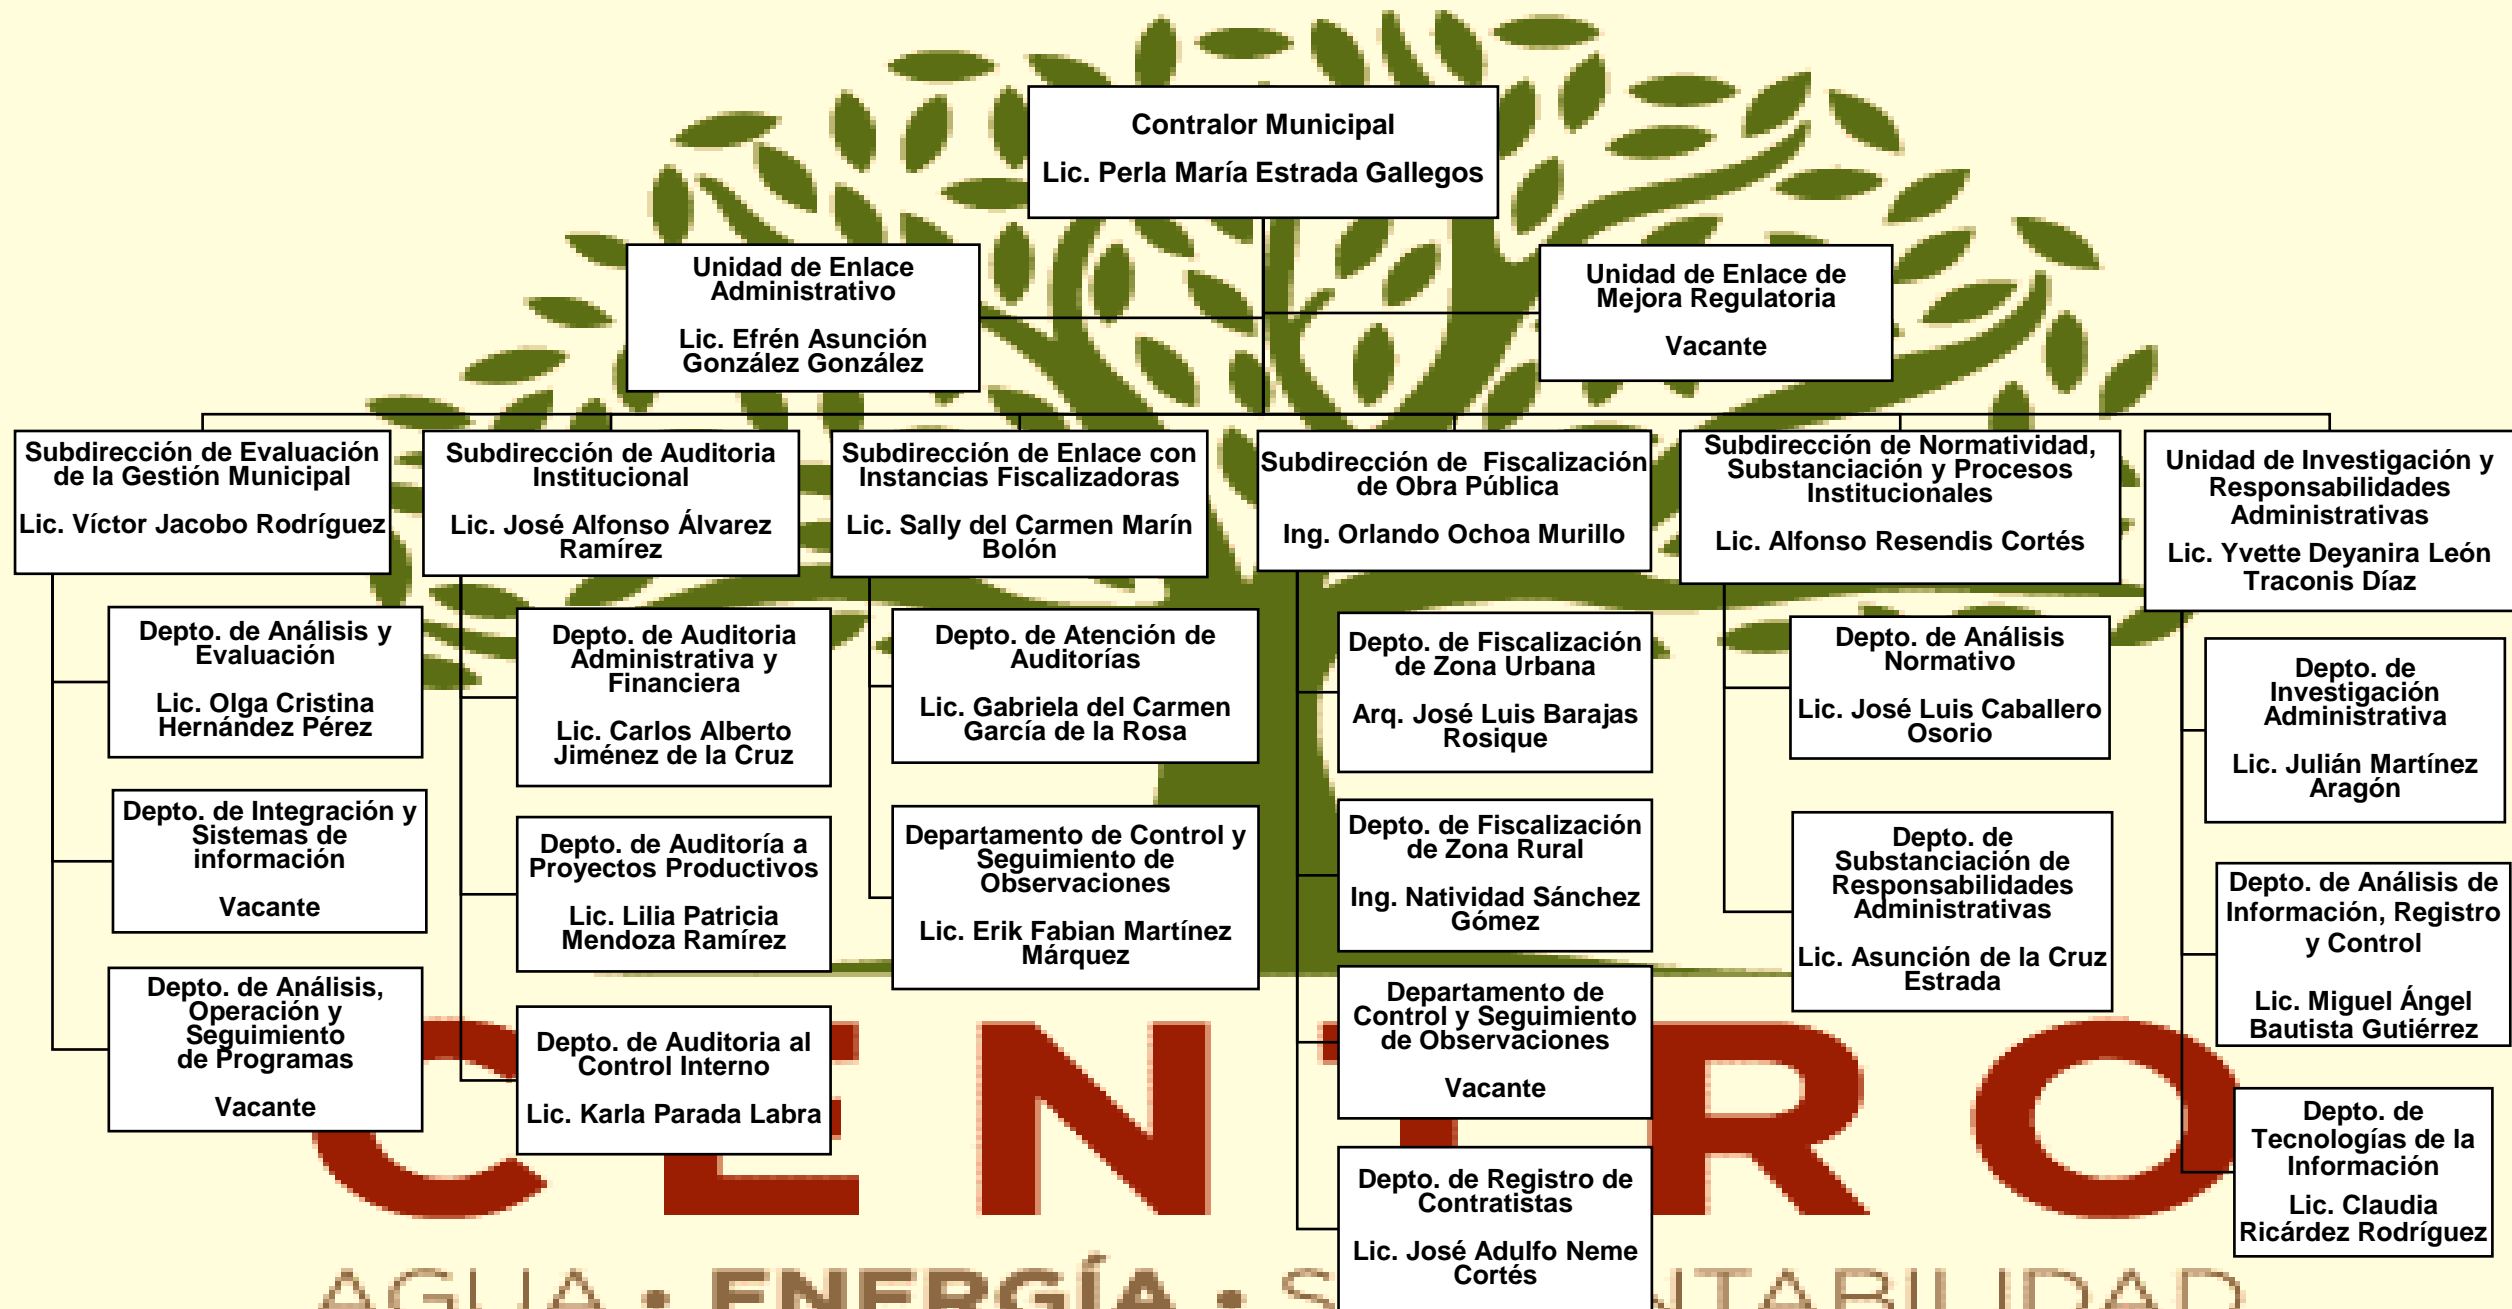 Contralor Municipal
Lic. Perla María Estrada Gallegos
Unidad de Enlace
Administrativo
Lic. Efrén Asunción
González González
Unidad de Enlace de
Mejora Regulatoria
Vacante
Subdirección de Evaluación
de la Gestión Municipal
Lic. Víctor Jacobo Rodríguez
Depto. de Análisis y
Evaluación
Lic. Olga Cristina
Hernández Pérez
Depto. de Integración y
Sistemas de
información
Vacante
Depto. de Análisis,
Operación y
Seguimiento
de Programas
Vacante
Subdirección de Auditoria
Institucional
Lic. José Alfonso Álvarez
Ramírez
Depto. de Auditoria
Administrativa y
Financiera
Lic. Carlos Alberto
Jiménez de la Cruz
Depto. de Auditoría a
Proyectos Productivos
Lic. Lilia Patricia
Mendoza Ramírez
Depto. de Auditoria al
Control Interno
Lic. Karla Parada Labra
Subdirección de Enlace con
Instancias Fiscalizadoras
Lic. Sally del Carmen Marín
Bolón
Depto. de Atención de
Auditorías
Lic. Gabriela del Carmen
García de la Rosa
Departamento de Control y
Seguimiento de
Observaciones
Lic. Erik Fabian Martínez
Márquez
Subdirección de Fiscalización
de Obra Pública
Ing. Orlando Ochoa Murillo
Depto. de Fiscalización
de Zona Urbana
Arq. José Luis Barajas
Rosique
Depto. de Fiscalización
de Zona Rural
Ing. Natividad Sánchez
Gómez
Departamento de
Control y Seguimiento
de Observaciones
Vacante
Depto. de Registro de
Contratistas
Lic. José Adulfo Neme
Cortés
Subdirección de Normatividad,
Substanciación y Procesos
Institucionales
Lic. Alfonso Resendis Cortés
Depto. de Análisis
Normativo
Lic. José Luis Caballero
Osorio
Depto. de
Substanciación de
Responsabilidades
Administrativas
Lic. Asunción de la Cruz
Estrada
Unidad de Investigación y
Responsabilidades
Administrativas
Lic. Yvette Deyanira León
Traconis Díaz
Depto. de
Investigación
Administrativa
Lic. Julián Martínez
Aragón
Depto. de Análisis de
Información, Registro
y Control
Lic. Miguel Ángel
Bautista Gutiérrez
Depto. de
Tecnologías de la
Información
Lic. Claudia
Ricárdez Rodríguez
CENTRO
AGUA • ENERGÍA •